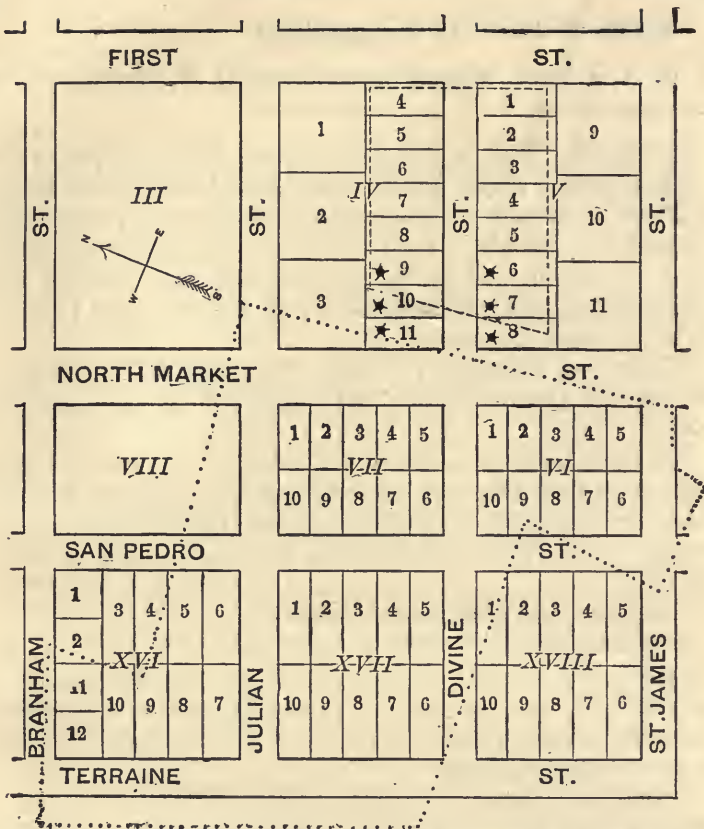 FIRST ST.
1 4 1 9
5 2
6 3
III IV V
ST. ST. 2 7 ST. 4 10 ST.
8 5
N E 9 6
W S 3 10 7 11
11 8
NORTH MARKET ST.
1 2 3 4 5 1 2 3 4 5
VIII VII VI
10 9 8 7 6 10 9 8 7 6
SAN PEDRO ST.
1 3 4 5 6 1 2 3 4 5 1 2 3 4 5
2
XVI XVII XVIII
11
10 9 8 7 10 9 8 7 6 10 9 8 7 6
12
BRANHAM JULIAN DIVINE ST. JAMES
TERRAINE ST.